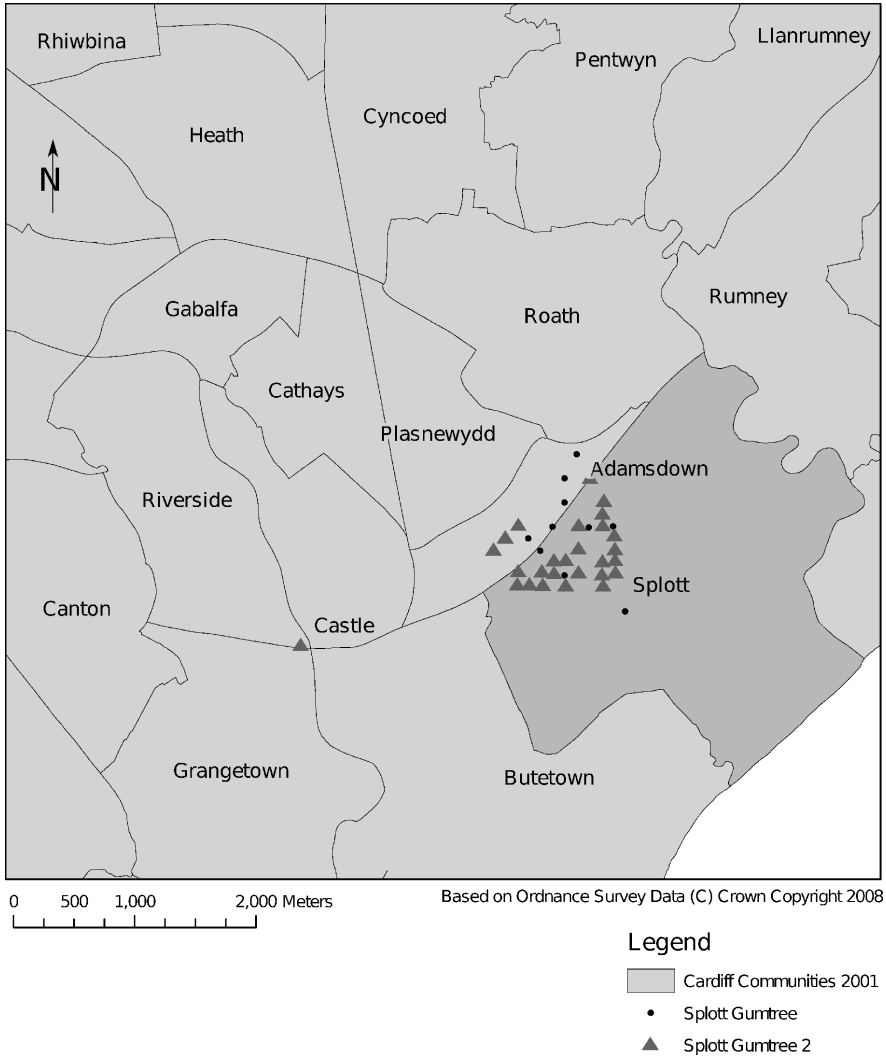 Rhiwbina
Llanrumney
Pentwyn
Cyncoed
Heath
N
Rumney
Gabalfa
Roath
Cathays
Plasnewydd
Adamsdown
Riverside
Splott
Canton
Castle
Grangetown
Butetown
0 500 1,000 2,000 Meters
Based on Ordnance Survey Data (C) Crown Copyright 2008
Legend
Cardiff Communities 2001
Splott Gumtree
Splott Gumtree 2